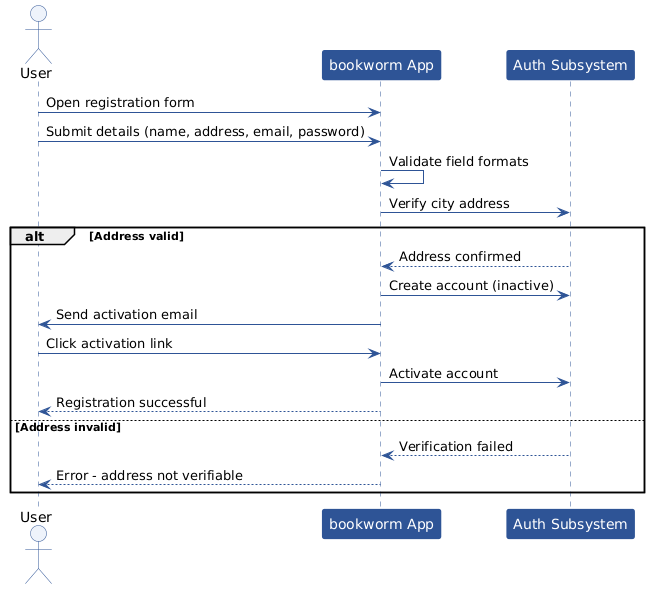 User
bookworm App
Auth Subsystem
Open registration form
Submit details (name, address, email, password)
Validate field formats
Verify city address
alt
[Address valid]
Address confirmed
Create account (inactive)
Send activation email
Click activation link
Activate account
Registration successful
[Address invalid]
Verification failed
Error - address not verifiable
User
bookworm App
Auth Subsystem